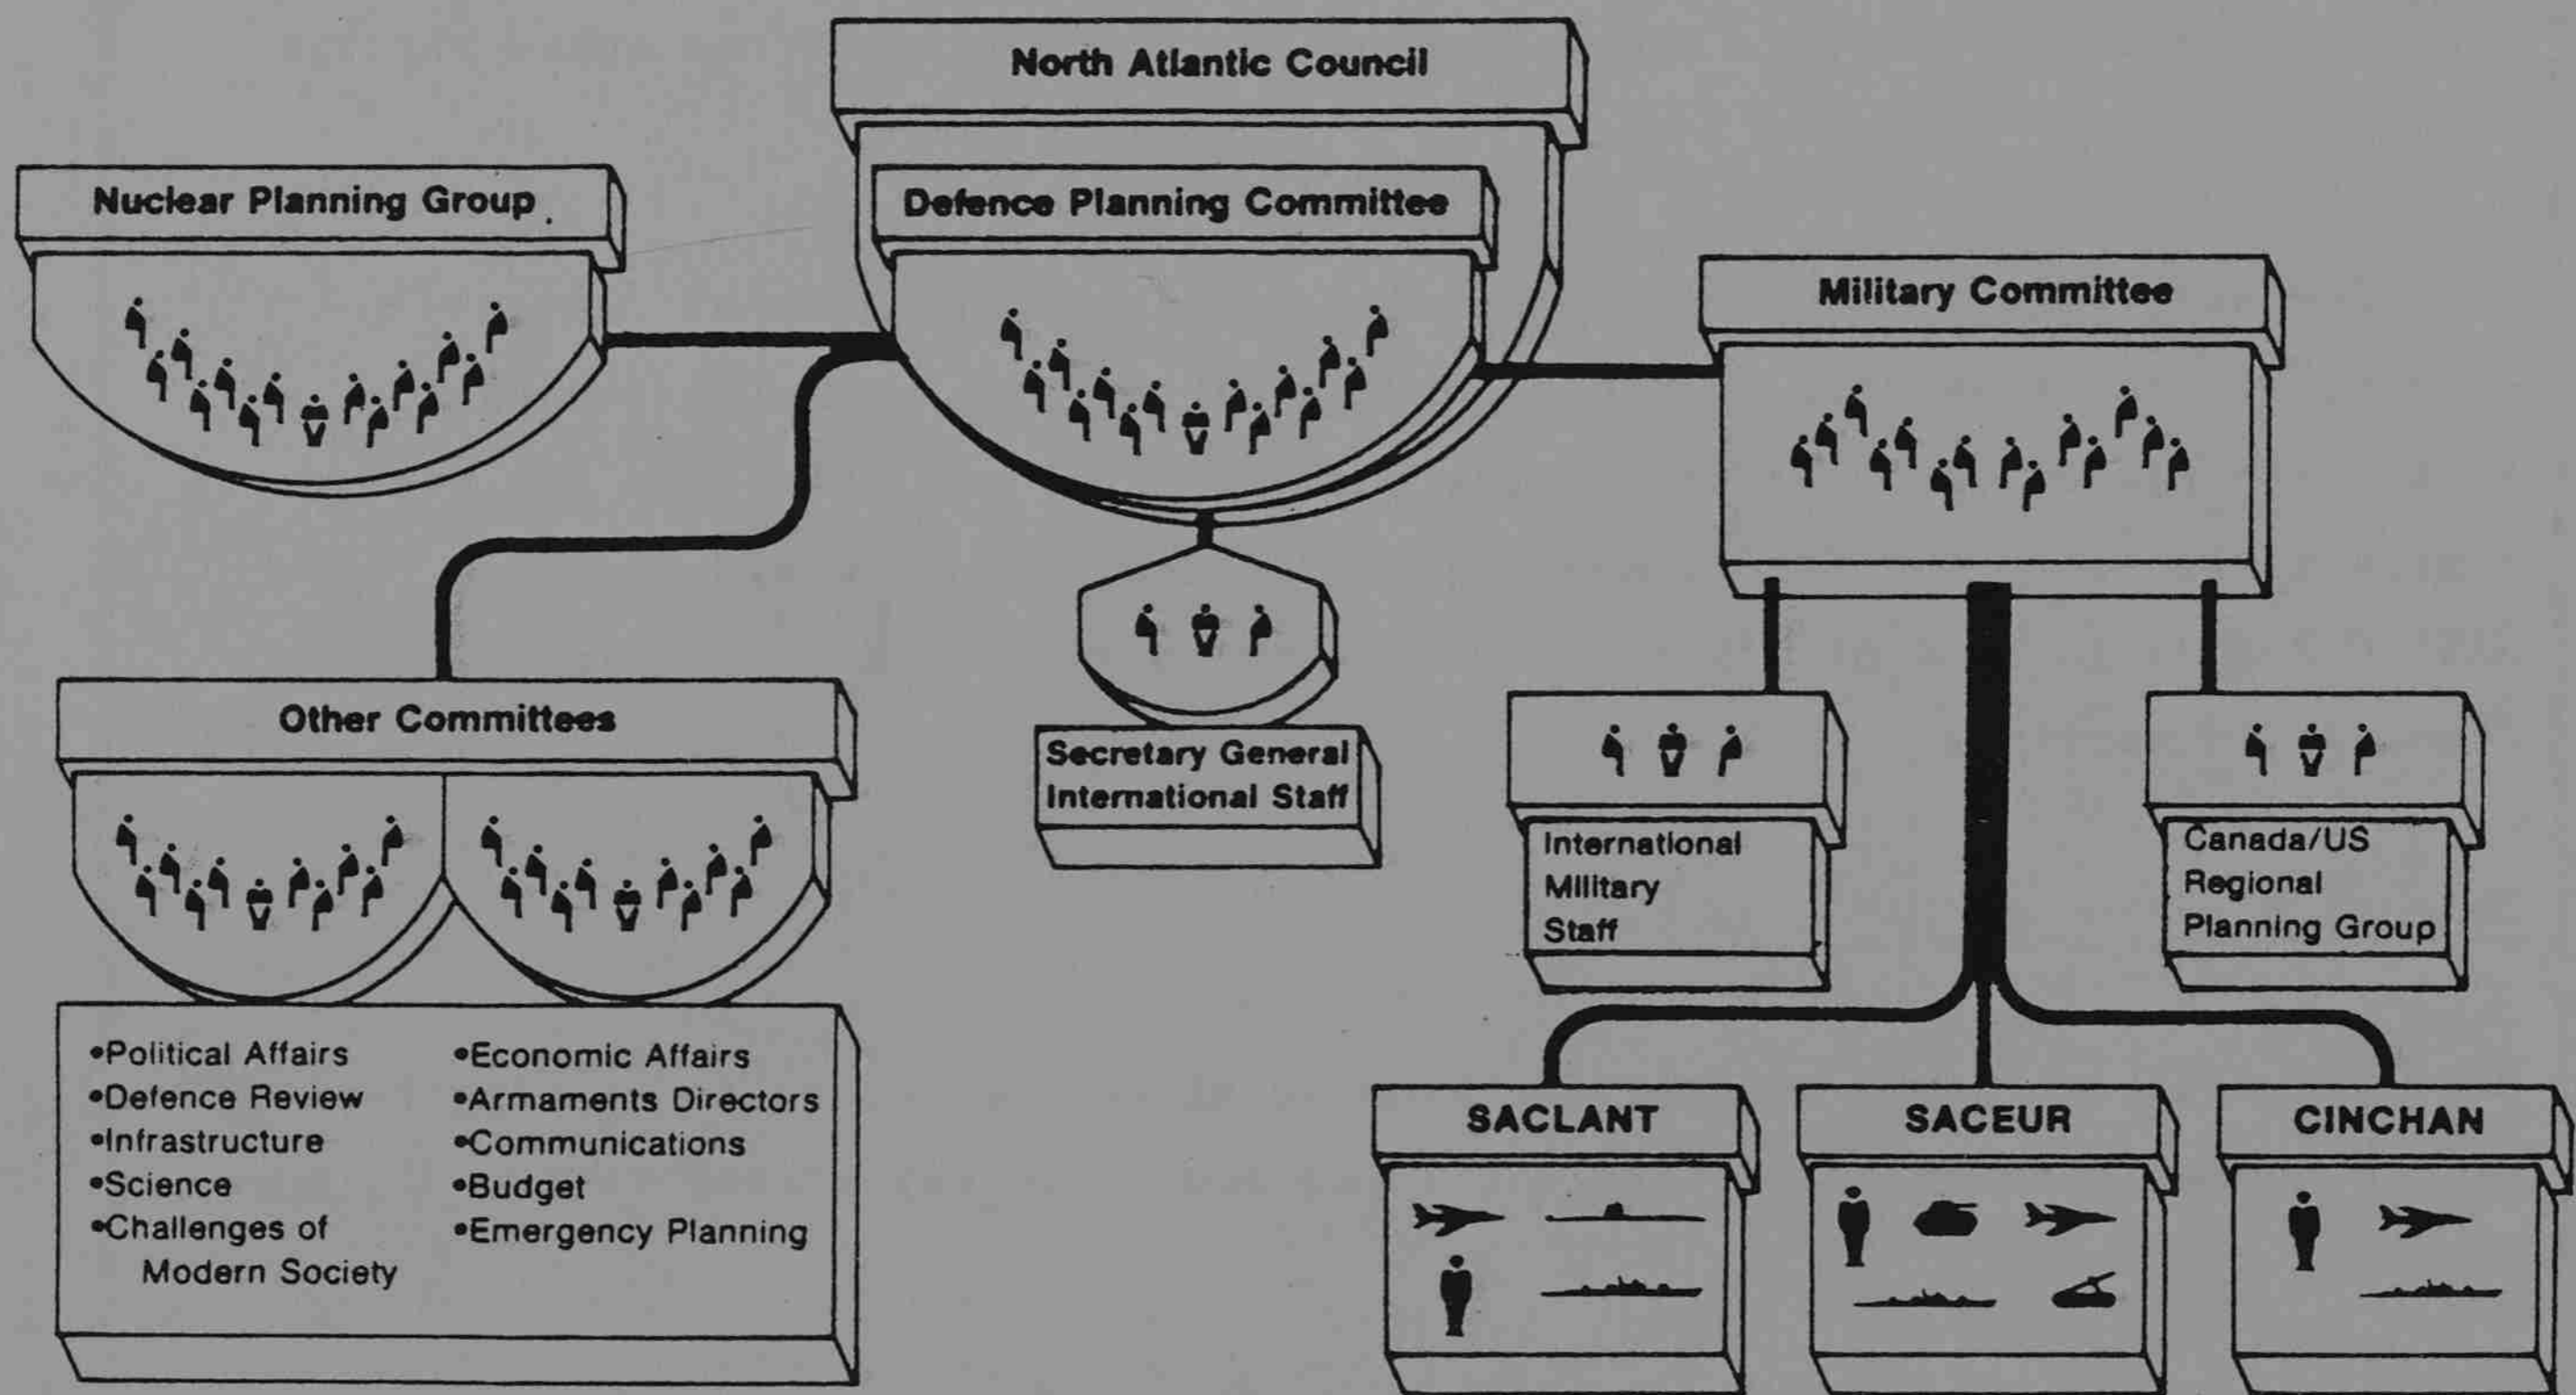 North Atlantic Council
Nuclear Planning Group
Defence Planning Committee
Military Committee
Other Committees
Secretary General
International Staff
International
Military
Staff
Canada/US
Regional
Planning Group
•Political Affairs
•Defence Review
•Infrastructure
•Science
•Challenges of
Modern Society
•Economic Affairs
•Armaments Directors
•Communications
•Budget
•Emergency Planning
SACLANT
SACEUR
CINCHAN